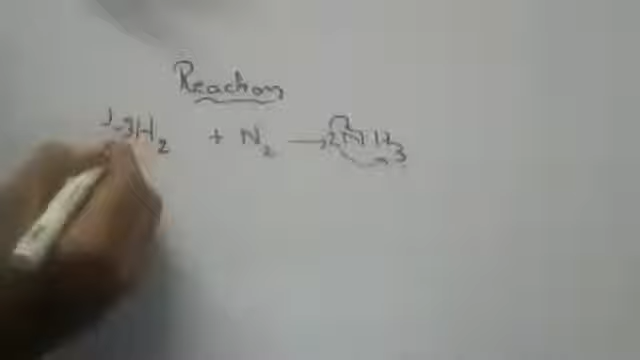 Reaction
3H₂ + N₂ → 2NH₃